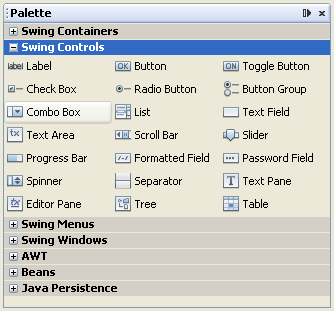 Palette
Swing Containers
Swing Controls
label Label OK Button ON Toggle Button
Check Box Radio Button Button Group
Combo Box List Text Field
Text Area Scroll Bar Slider
Progress Bar Formatted Field Password Field
Spinner Separator T Text Pane
Editor Pane Tree Table
Swing Menus
Swing Windows
AWT
Beans
Java Persistence